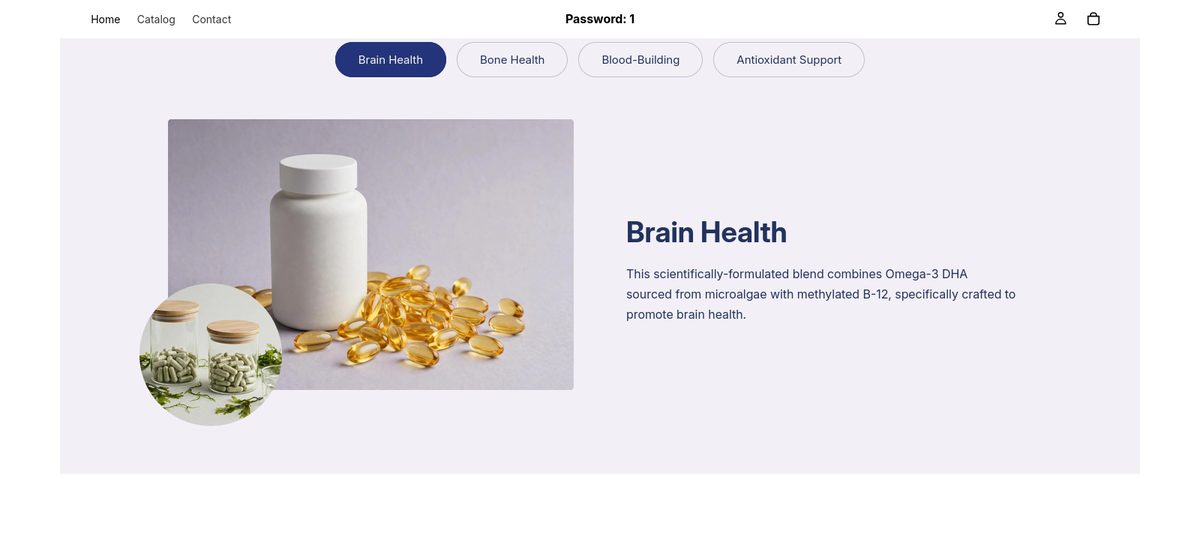 Home Catalog Contact Password: 1
Brain Health Bone Health Blood-Building Antioxidant Support
Brain Health
This scientifically-formulated blend combines Omega-3 DHA
sourced from microalgae with methylated B-12, specifically crafted to
promote brain health.